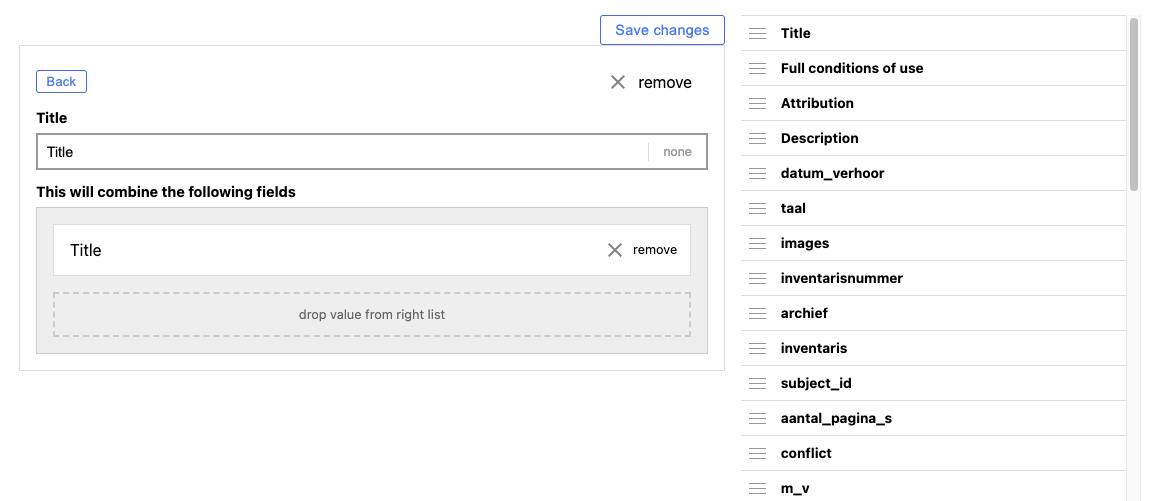 Save changes
Back
remove
Title
Title
none
This will combine the following fields
Title
remove
drop value from right list
Title
Full conditions of use
Attribution
Description
datum_verhoor
taal
images
inventarisnummer
archief
inventaris
subject_id
aantal_pagina_s
conflict
m_v